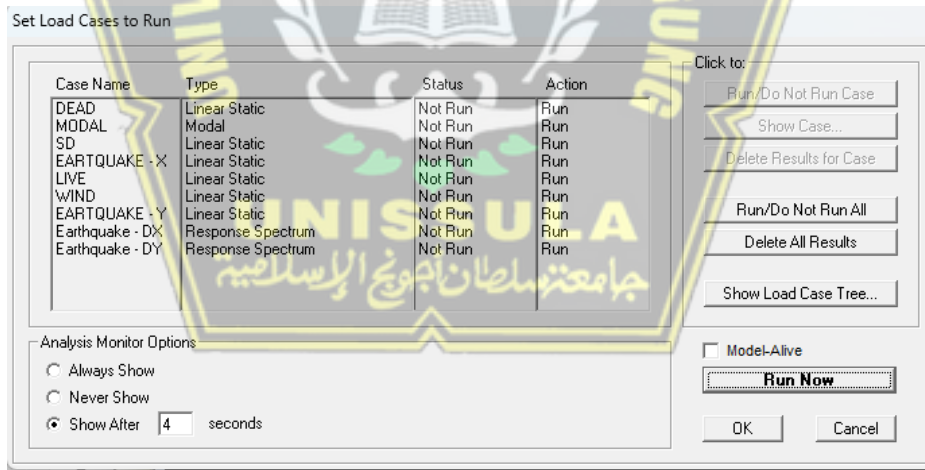 Set Load Cases to Run
Click to:
Case Name Type Status Action
DEAD Linear Static Not Run Run
MODAL Modal Not Run Run
SD Linear Static Not Run Run
EARTQUAKE - X Linear Static Not Run Run
LIVE Linear Static Not Run Run
WIND Linear Static Not Run Run
EARTQUAKE - Y Linear Static Not Run Run
Earthquake - DX Response Spectrum Not Run Run
Earthquake - DY Response Spectrum Not Run Run
Run/Do Not Run Case
Show Case...
Delete Results for Case
Run/Do Not Run All
Delete All Results
Show Load Case Tree...
UNISSULA
جامعة سلطان أجونج الإسلامية
Analysis Monitor Options
Always Show
Never Show
Show After 4 seconds
Model-Alive
Run Now
OK Cancel